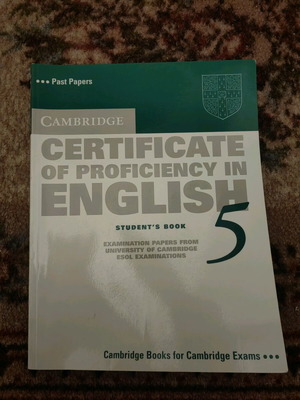 ••• Past Papers
CAMBRIDGE
CERTIFICATE
OF PROFICIENCY IN
ENGLISH
STUDENT'S BOOK 5
EXAMINATION PAPERS FROM
UNIVERSITY OF CAMBRIDGE
ESOL EXAMINATIONS
Cambridge Books for Cambridge Exams •••